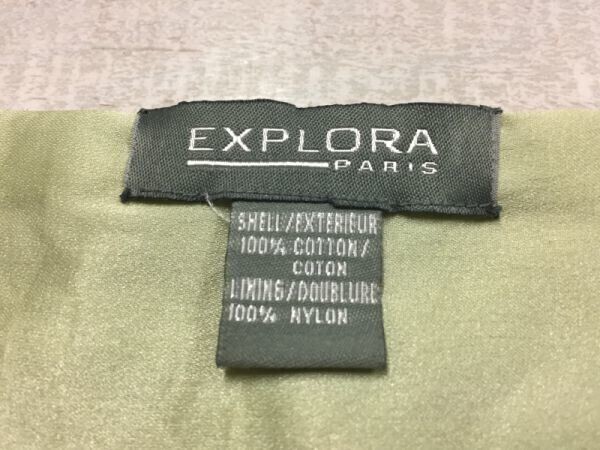 EXPLORA
PARIS
SHELL/EXTERIEUR
100% COTTON/
COTON
LINING/DOUBLURE
100% NYLON